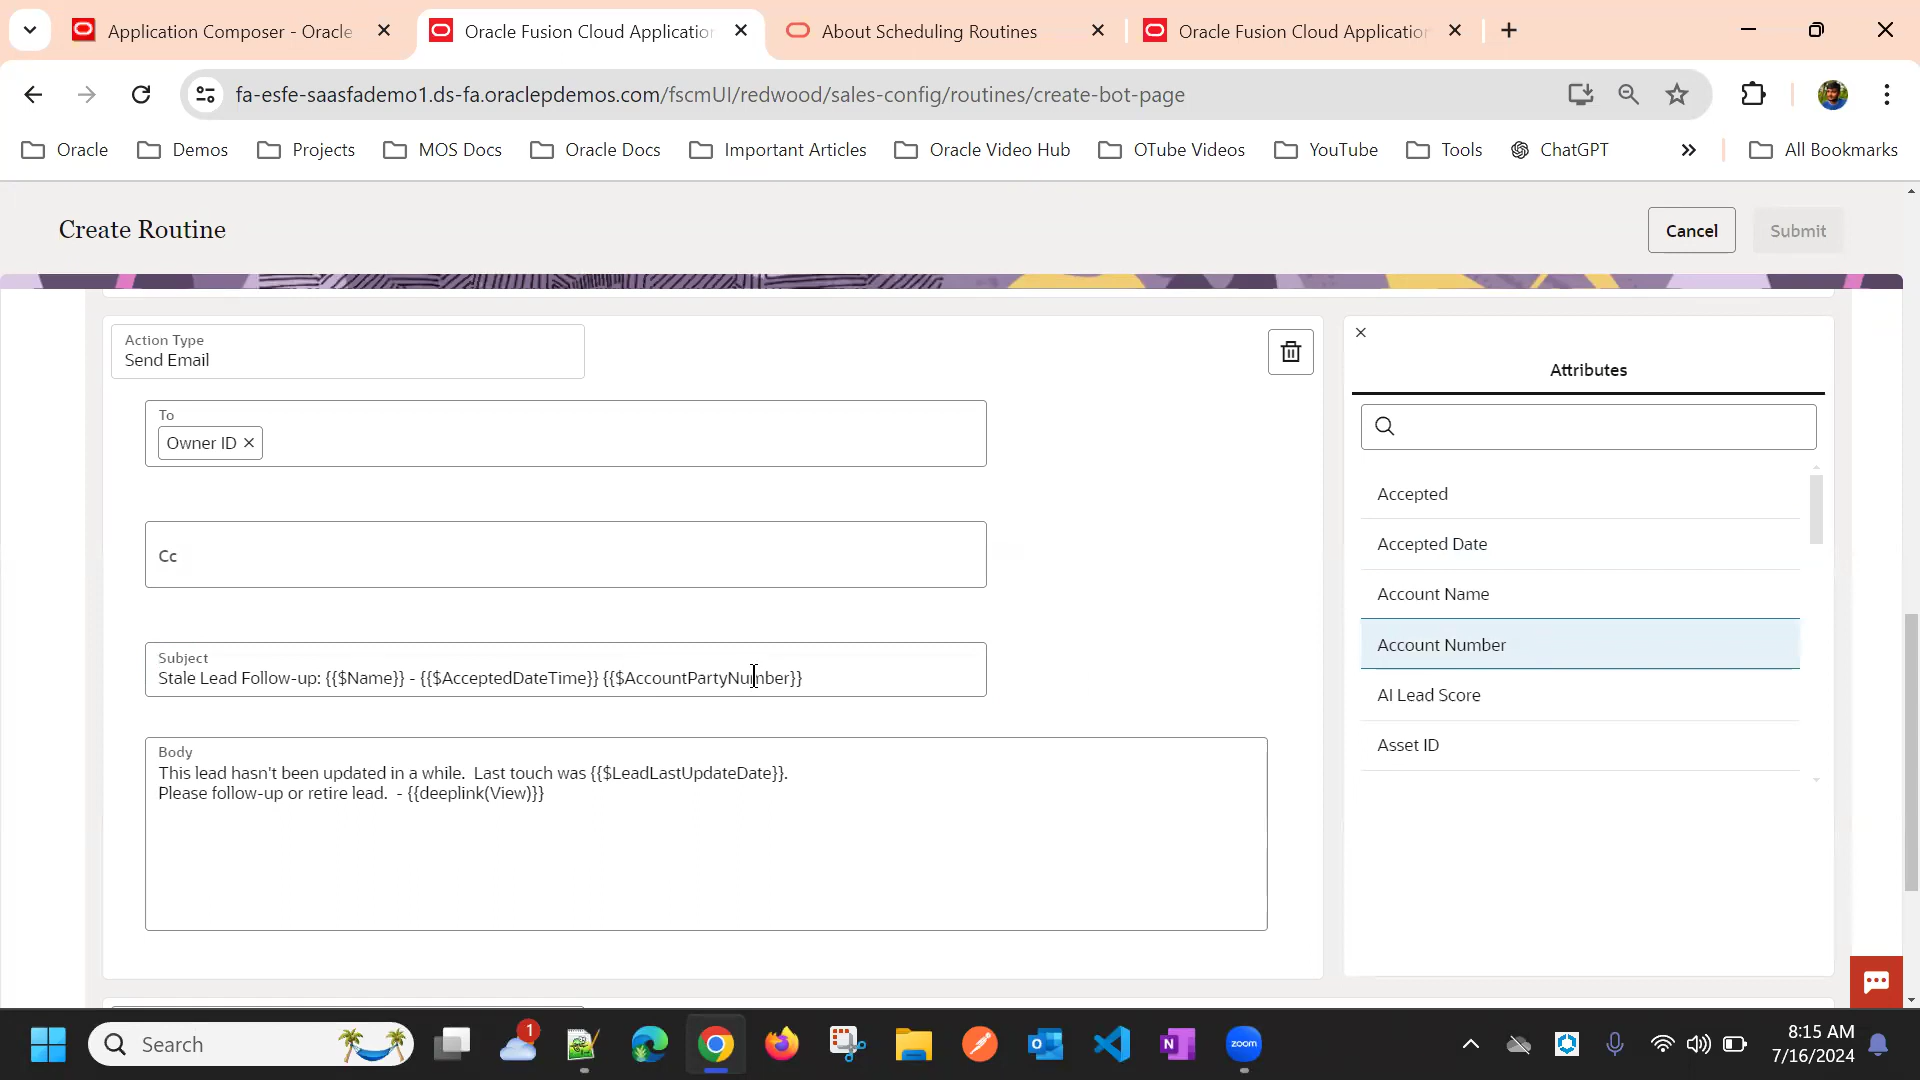 Application Composer - Oracle
Oracle Fusion Cloud Applicatio
About Scheduling Routines
Oracle Fusion Cloud Application
fa-esfe-saasfademo1.ds-fa.oraclepdemos.com/fscmUI/redwood/sales-config/routines/create-bot-page
Oracle
Demos
Projects
MOS Docs
Oracle Docs
Important Articles
Oracle Video Hub
OTube Videos
YouTube
Tools
ChatGPT
All Bookmarks
Create Routine
Cancel
Submit
Action Type
Send Email
To
Owner ID
Cc
Subject
Stale Lead Follow-up: {{$Name}} - {{$AcceptedDateTime}} {{$AccountPartyNumber}}
Body
This lead hasn't been updated in a while.  Last touch was {{$LeadLastUpdateDate}}.
Please follow-up or retire lead.  - {{deeplink(View)}}
Attributes
Accepted
Accepted Date
Account Name
Account Number
AI Lead Score
Asset ID
Search
1
zoom
8:15 AM
7/16/2024